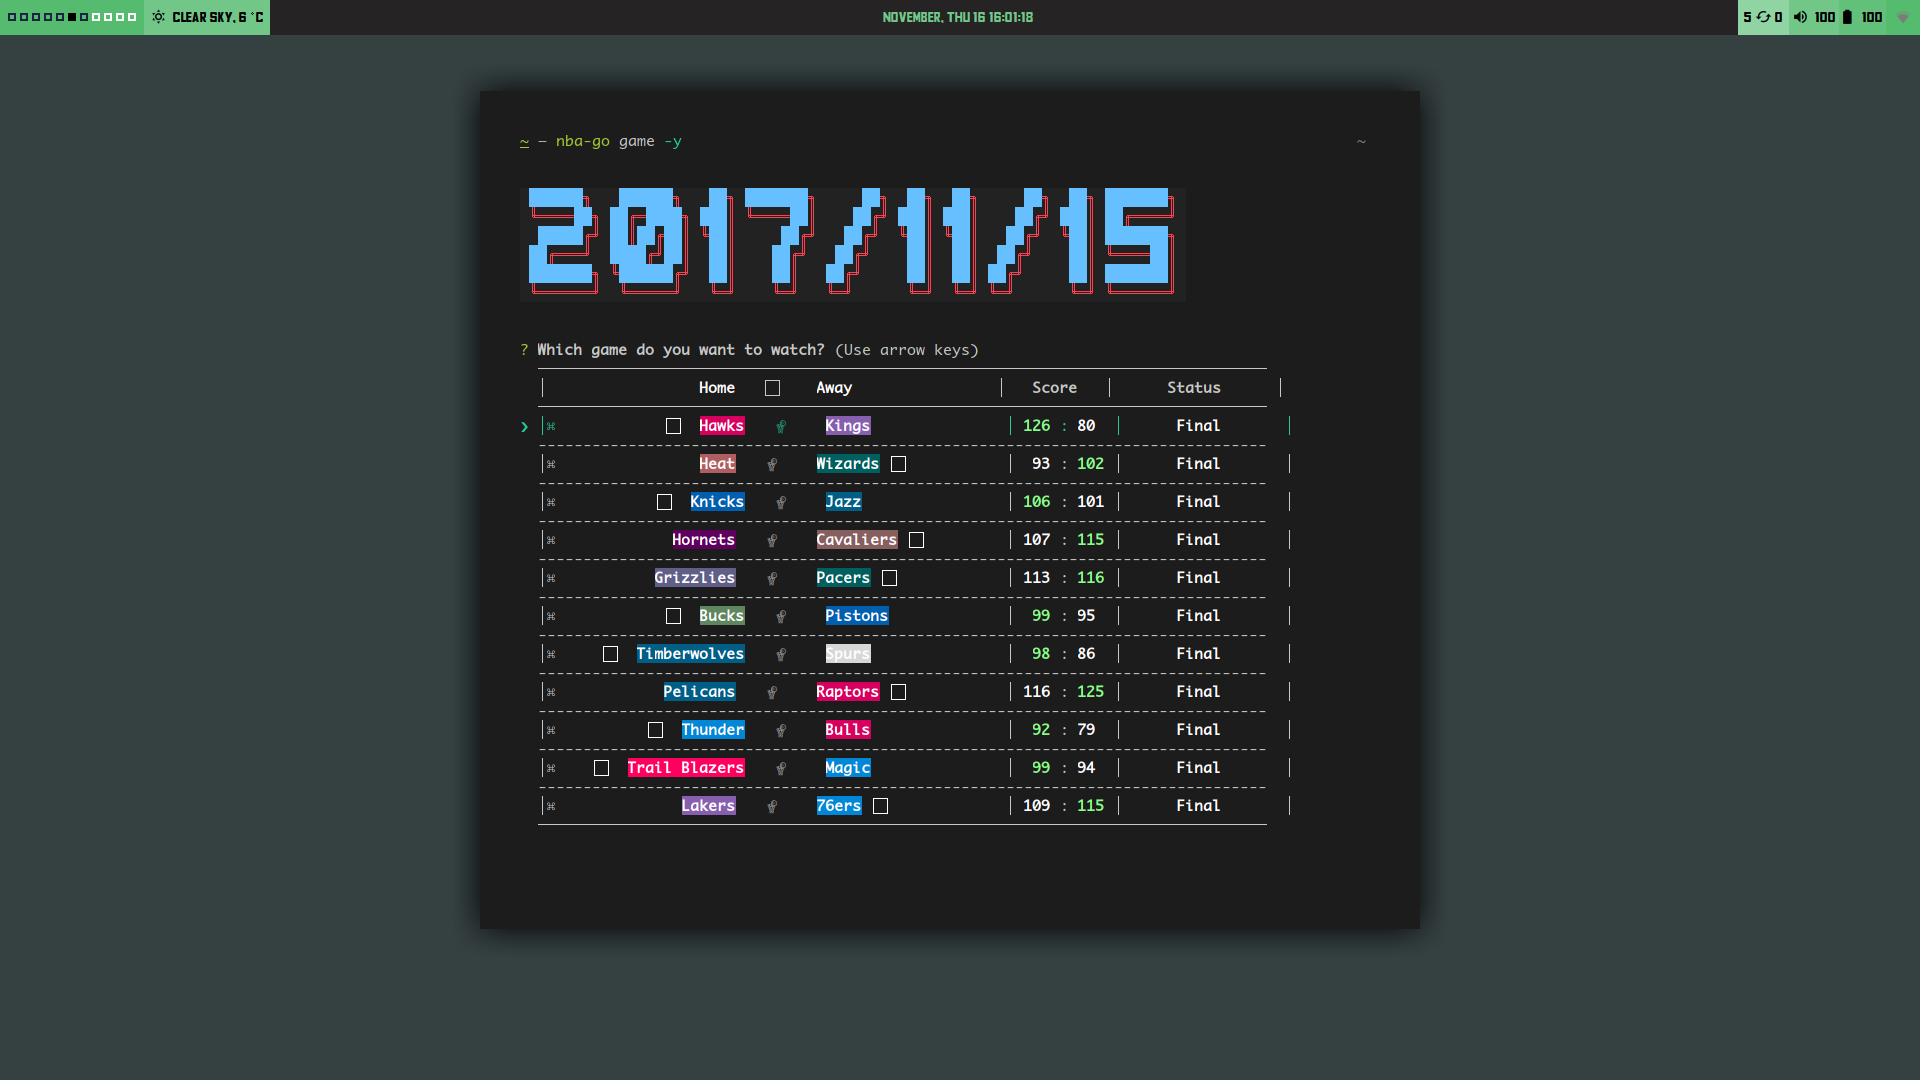 CLEAR SKY, 6 °C
NOVEMBER, THU 16 16:01:18
5 0 100 100
~ — nba-go game -y ~
2017/11/15
? Which game do you want to watch? (Use arrow keys)
Home Away Score Status
❯ ⌘ Hawks Kings 126 : 80 Final
⌘ Heat Wizards 93 : 102 Final
⌘ Knicks Jazz 106 : 101 Final
⌘ Hornets Cavaliers 107 : 115 Final
⌘ Grizzlies Pacers 113 : 116 Final
⌘ Bucks Pistons 99 : 95 Final
⌘ Timberwolves Spurs 98 : 86 Final
⌘ Pelicans Raptors 116 : 125 Final
⌘ Thunder Bulls 92 : 79 Final
⌘ Trail Blazers Magic 99 : 94 Final
⌘ Lakers 76ers 109 : 115 Final